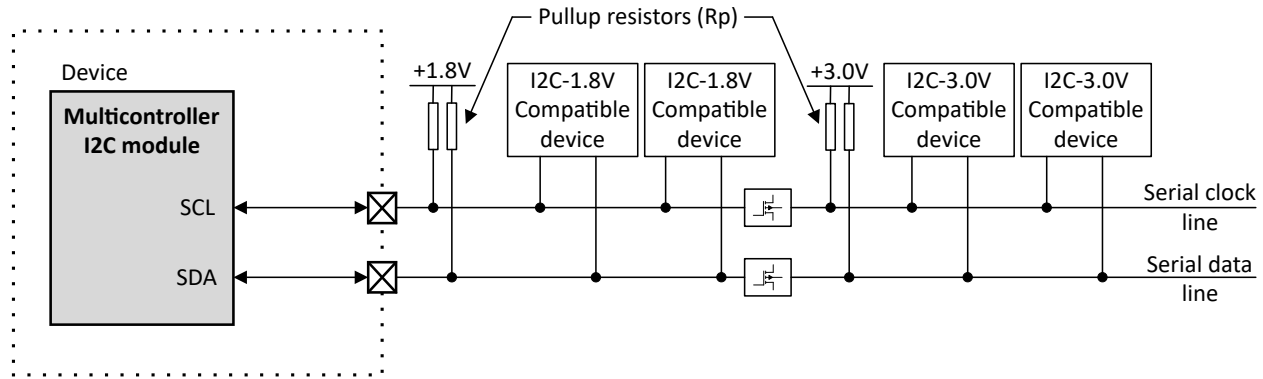 Pullup resistors (Rp)
Device
Multicontroller
I2C module
SCL
SDA
+1.8V
I2C-1.8V
Compatible
device
I2C-1.8V
Compatible
device
+3.0V
I2C-3.0V
Compatible
device
I2C-3.0V
Compatible
device
Serial clock
line
Serial data
line